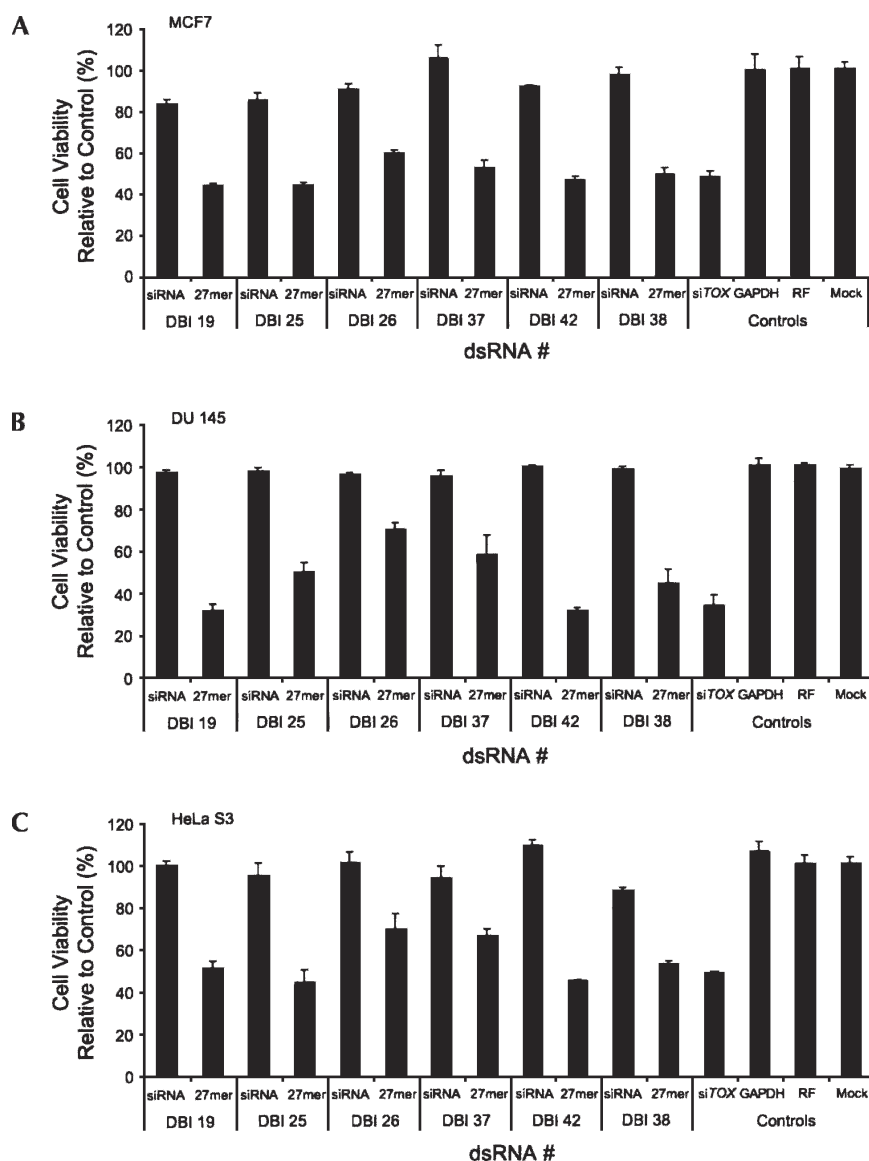 A
MCF7
Cell Viability
Relative to Control (%)
120
100
80
60
40
20
0
siRNA 27mer siRNA 27mer siRNA 27mer siRNA 27mer siRNA 27mer siRNA 27mer siTOX GAPDH RF Mock
DBI 19 DBI 25 DBI 26 DBI 37 DBI 42 DBI 38 Controls
dsRNA #
B
DU 145
Cell Viability
Relative to Control (%)
120
100
80
60
40
20
0
siRNA 27mer siRNA 27mer siRNA 27mer siRNA 27mer siRNA 27mer siRNA 27mer siTOX GAPDH RF Mock
DBI 19 DBI 25 DBI 26 DBI 37 DBI 42 DBI 38 Controls
dsRNA #
C
HeLa S3
Cell Viability
Relative to Control (%)
120
100
80
60
40
20
0
siRNA 27mer siRNA 27mer siRNA 27mer siRNA 27mer siRNA 27mer siRNA 27mer siTOX GAPDH RF Mock
DBI 19 DBI 25 DBI 26 DBI 37 DBI 42 DBI 38 Controls
dsRNA #